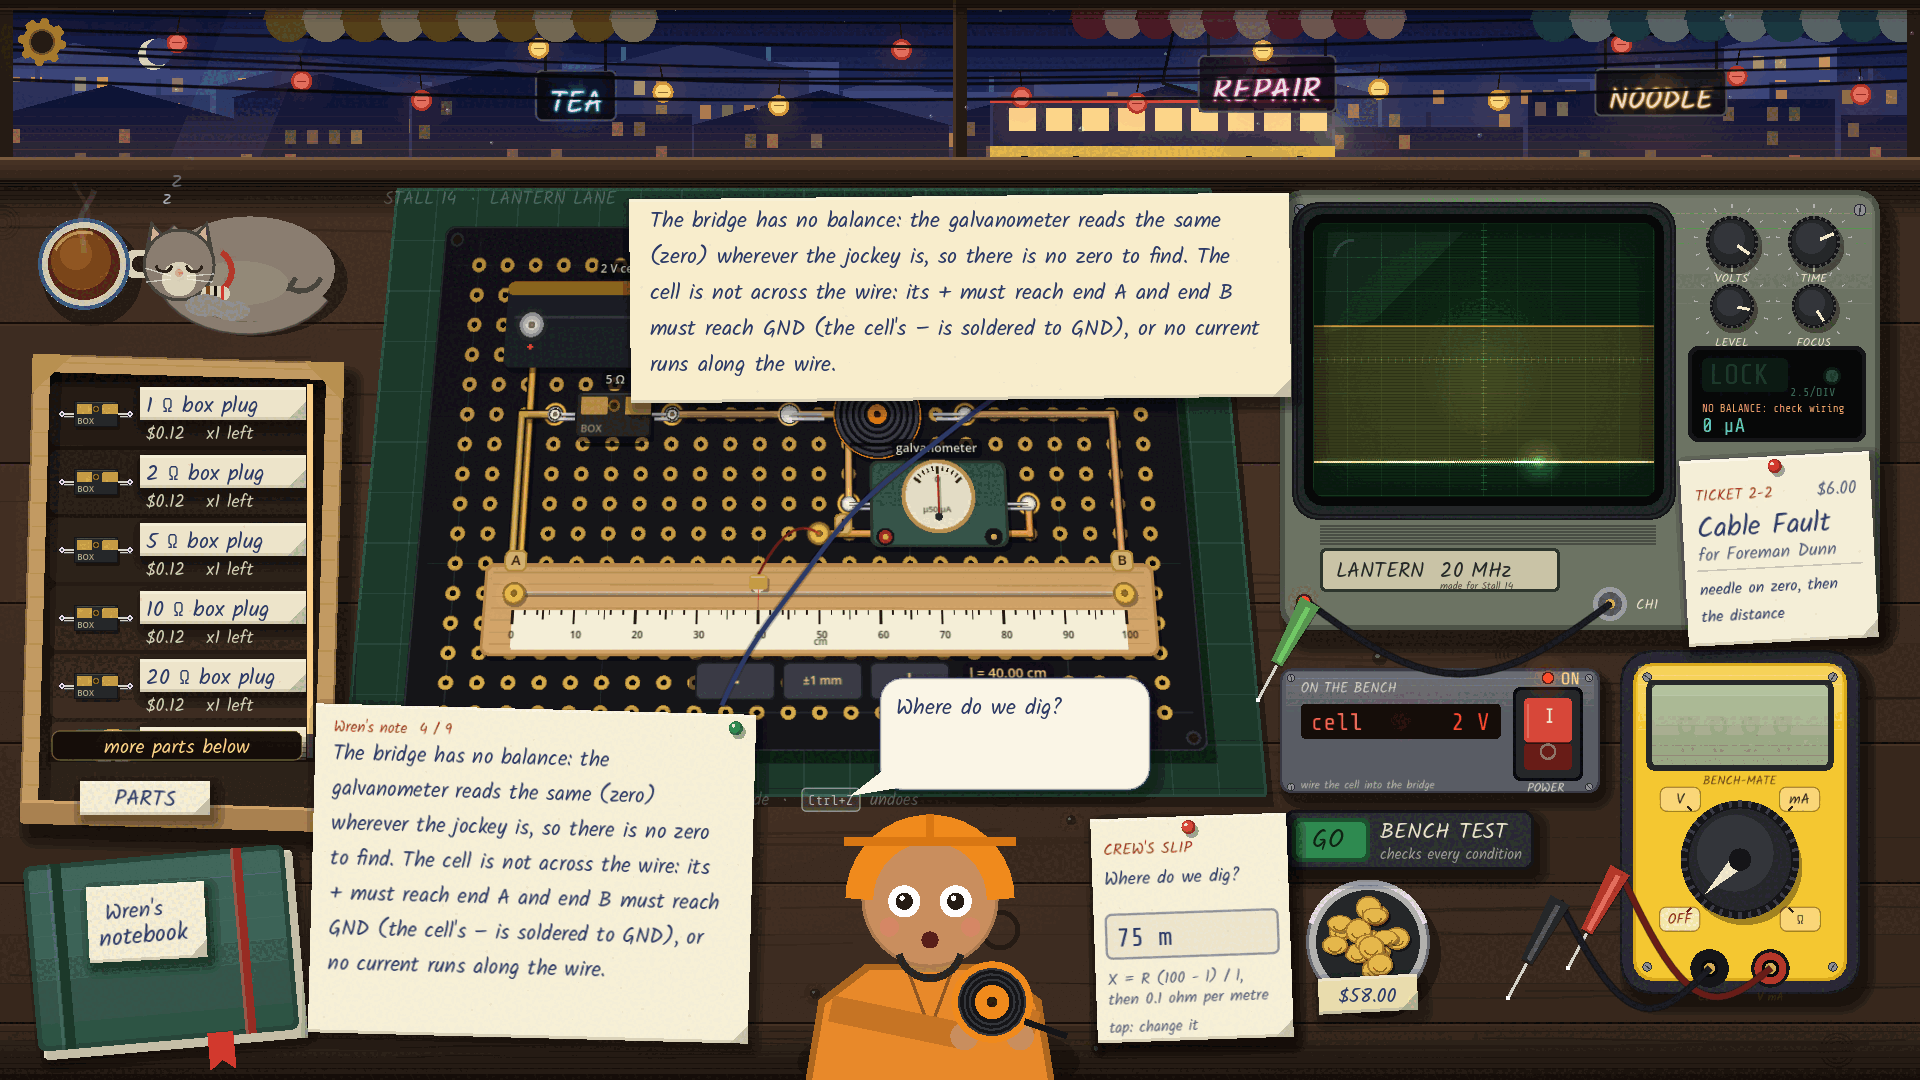 TEA
REPAIR
NOODLE
z
z
STALL 14 · LANTERN LANE
The bridge has no balance: the galvanometer reads the same
(zero) wherever the jockey is, so there is no zero to find. The
cell is not across the wire: its + must reach end A and end B
must reach GND (the cell's – is soldered to GND), or no current
runs along the wire.
2 V
5 Ω
BOX
galvanometer
A
B
0 10 20 30 40 50 60 70 80 90 100
cm
±1 mm
l = 40.00 cm
1 Ω box plug
$0.12 x1 left
BOX
2 Ω box plug
$0.12 x1 left
BOX
5 Ω box plug
$0.12 x1 left
BOX
10 Ω box plug
$0.12 x1 left
BOX
20 Ω box plug
$0.12 x1 left
BOX
more parts below
PARTS
Wren's
notebook
Wren's note 4 / 9
The bridge has no balance: the
galvanometer reads the same (zero)
wherever the jockey is, so there is no zero
to find. The cell is not across the wire: its
+ must reach end A and end B must reach
GND (the cell's – is soldered to GND), or
no current runs along the wire.
Where do we dig?
Ctrl+Z undoes
CREW'S SLIP
Where do we dig?
75 m
X = R (100 - l) / l,
then 0.1 ohm per metre
tap: change it
VOLTS
TIME
LEVEL
FOCUS
LOCK
2.5/DIV
NO BALANCE: check wiring
0 µA
LANTERN 20 MHz
made for Stall 14
CH1
TICKET 2-2 $6.00
Cable Fault
for Foreman Dunn
needle on zero, then
the distance
ON THE BENCH
cell 2 V
wire the cell into the bridge
ON
I
POWER
GO
BENCH TEST
checks every condition
$58.00
BENCH-MATE
V
mA
OFF
Ω